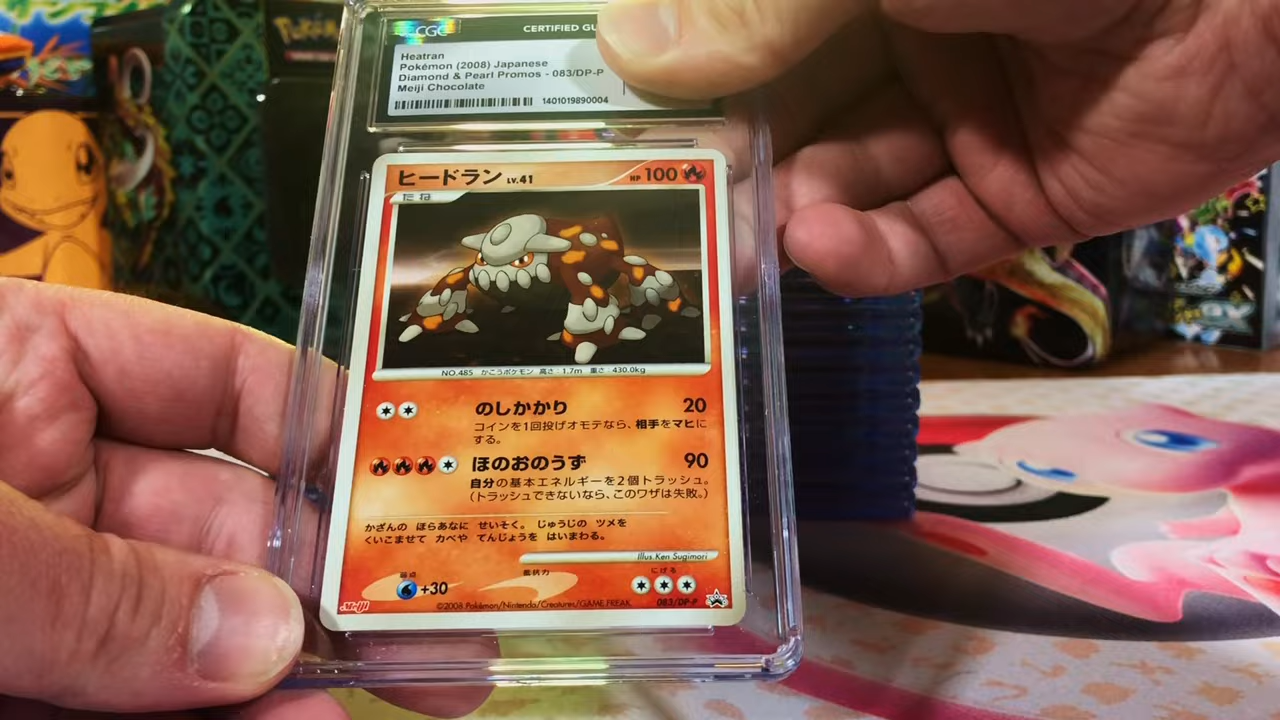 POKéMON
CGC
CERTIFIED GU
Heatran
Pokémon (2008) Japanese
Diamond & Pearl Promos - 083/DP-P
Meiji Chocolate
1401019890004
ヒードラン LV.41
HP 100
たね
NO.485 かこうポケモン 高さ：1.7m 重さ：430.0kg
のしかかり 20
コインを1回投げオモテなら、相手をマヒに
する。
ほのおのうず 90
自分の基本エネルギーを2個トラッシュ。
（トラッシュできないなら、このワザは失敗。）
かざんの ほらあなに せいそく。じゅうじの ツメを
くいこませて カベや てんじょうを はいまわる。
Illus. Ken Sugimori
弱点 抵抗力 にげる
+30
Meiji ©2008 Pokémon/Nintendo/Creatures/GAME FREAK 083/DP-P